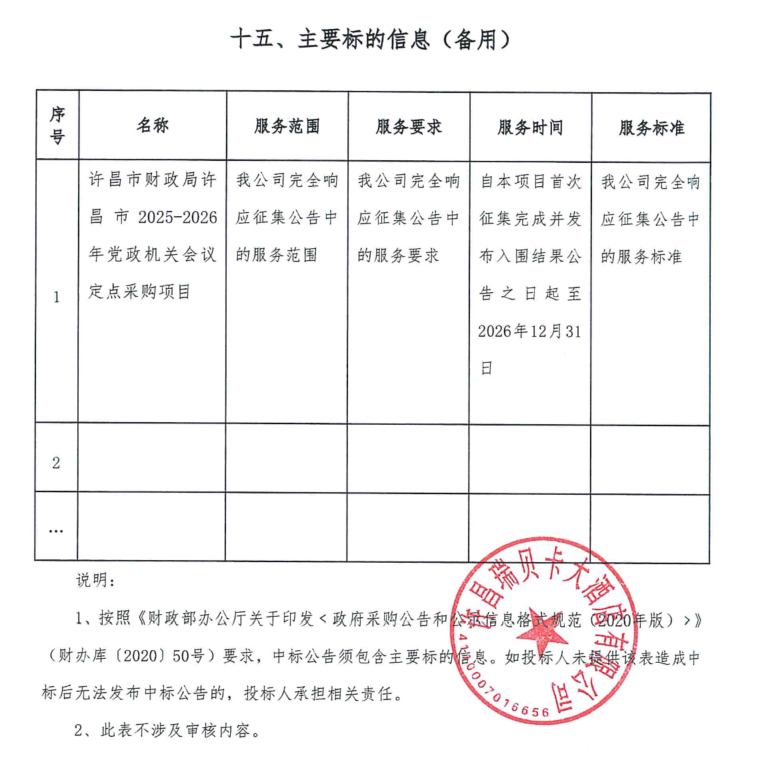 十五、主要标的信息（备用）
序号 名称 服务范围 服务要求 服务时间 服务标准
1
许昌市财政局许
昌市2025-2026
年党政机关会议
定点采购项目
我公司完全响
应征集公告中
的服务范围
我公司完全响
应征集公告中
的服务要求
自本项目首次
征集完成并发
布入围结果公
告之日起至
2026年12月31
日
我公司完全响
应征集公告中
的服务标准
2
…
说明：
1、按照《财政部办公厅关于印发<政府采购公告和公示信息格式规范（2020年版）>》
（财办库〔2020〕50号）要求，中标公告须包含主要标的信息。如投标人未提供该表造成中
标后无法发布中标公告的，投标人承担相关责任。
2、此表不涉及审核内容。
许昌瑞贝卡大酒店有限公司